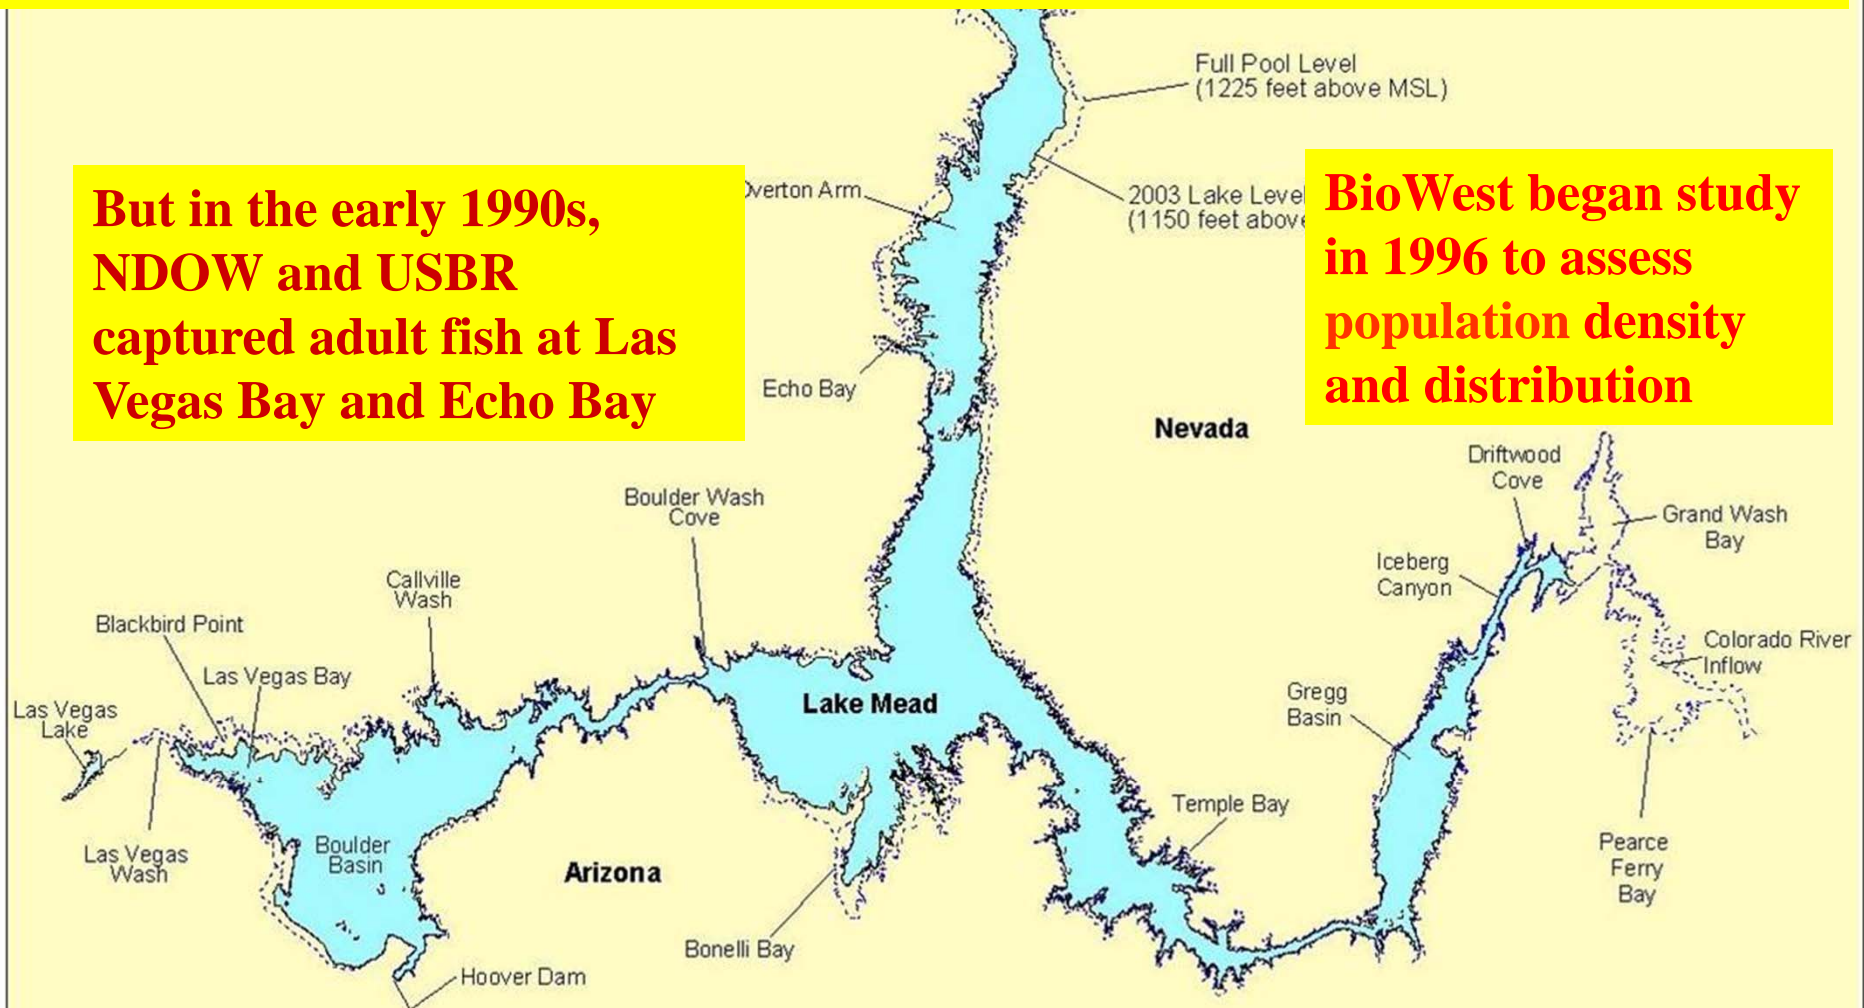 Full Pool Level
(1225 feet above MSL)
But in the early 1990s,
NDOW and USBR
captured adult fish at Las
Vegas Bay and Echo Bay
Arm
2003 Lake Level
(1150 feet above
BioWest began study
in 1996 to assess
population density
and distribution
Echo Bay
Nevada
Driftwood
Cove
Boulder Wash
Cove
Grand Wash
Bay
Iceberg
Canyon
Callville
Wash
Blackbird Point
Las Vegas Bay
Colorado River
Inflow
Las Vegas
Lake
Lake Mead
Gregg
Basin
Temple Bay
Las Vegas
Wash
Boulder
Basin
Arizona
Pearce
Ferry
Bay
Bonelli Bay
Hoover Dam